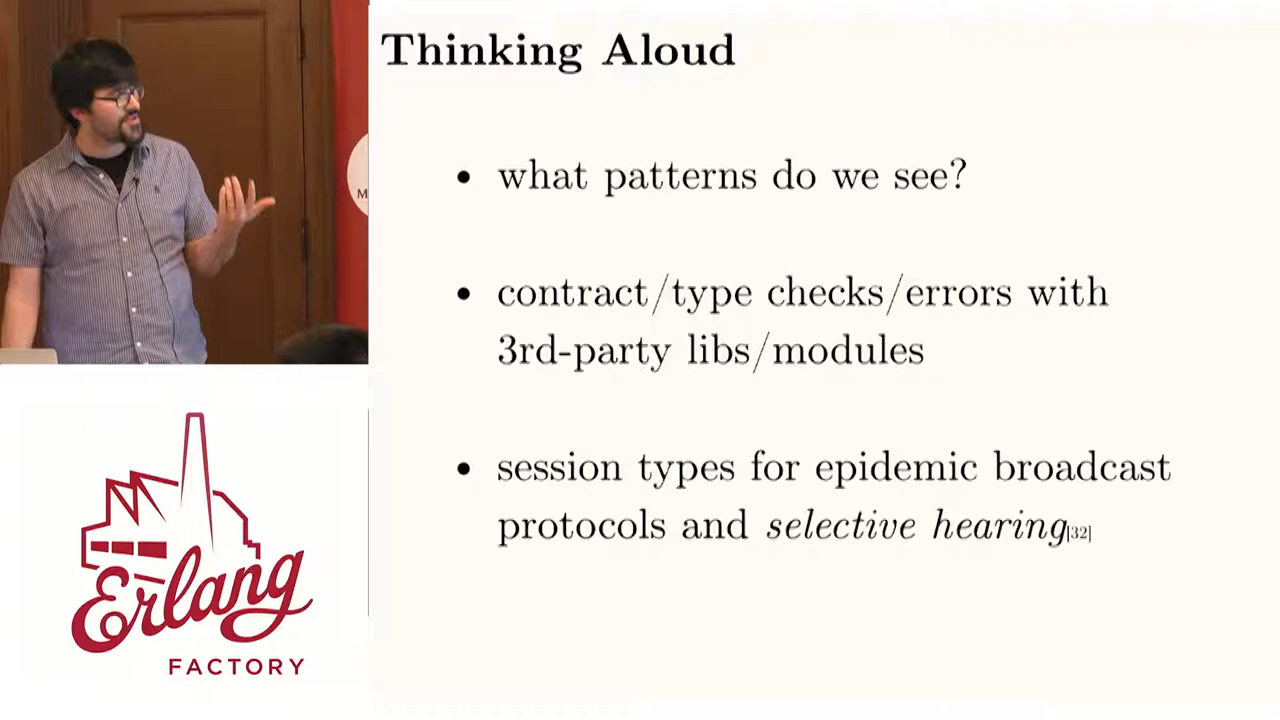 Thinking Aloud
• what patterns do we see?
• contract/type checks/errors with
3rd-party libs/modules
• session types for epidemic broadcast
protocols and selective hearing[32]
M
Erlang
FACTORY